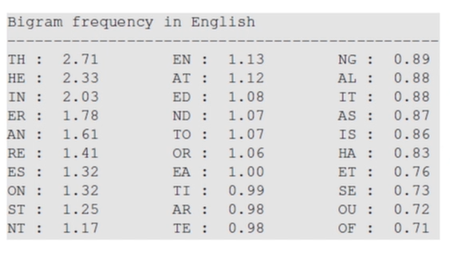 Bigram frequency in English
TH : 2.71 EN : 1.13 NG : 0.89
HE : 2.33 AT : 1.12 AL : 0.88
IN : 2.03 ED : 1.08 IT : 0.88
ER : 1.78 ND : 1.07 AS : 0.87
AN : 1.61 TO : 1.07 IS : 0.86
RE : 1.41 OR : 1.06 HA : 0.83
ES : 1.32 EA : 1.00 ET : 0.76
ON : 1.32 TI : 0.99 SE : 0.73
ST : 1.25 AR : 0.98 OU : 0.72
NT : 1.17 TE : 0.98 OF : 0.71